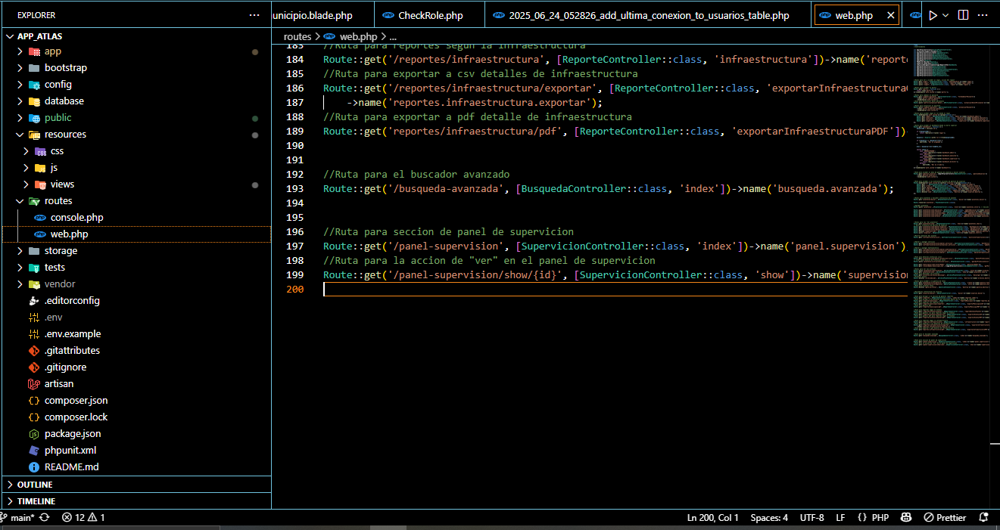 EXPLORER
APP_ATLAS
app
bootstrap
config
database
public
resources
css
js
views
routes
console.php
web.php
storage
tests
vendor
.editorconfig
.env
.env.example
.gitattributes
.gitignore
artisan
composer.json
composer.lock
package.json
phpunit.xml
README.md
OUTLINE
TIMELINE
unicipio.blade.php CheckRole.php 2025_06_24_052826_add_ultima_conexion_to_usuarios_table.php web.php
routes > web.php > ...
183 //Ruta para reportes segun la infraestructura
184 Route::get('/reportes/infraestructura', [ReporteController::class, 'infraestructura'])->name('reporte
185 //Ruta para exportar a csv detalles de infraestructura
186 Route::get('/reportes/infraestructura/exportar', [ReporteController::class, 'exportarInfraestructura
187 ->name('reportes.infraestructura.exportar');
188 //Ruta para exportar a pdf detalle de infraestructura
189 Route::get('reportes/infraestructura/pdf', [ReporteController::class, 'exportarInfraestructuraPDF'])
190
191
192 //Ruta para el buscador avanzado
193 Route::get('/busqueda-avanzada', [BusquedaController::class, 'index'])->name('busqueda.avanzada');
194
195
196 //Ruta para seccion de panel de supervicion
197 Route::get('/panel-supervision', [SupervicionController::class, 'index'])->name('panel.supervision')
198 //Ruta para la accion de "ver" en el panel de supervicion
199 Route::get('/panel-supervision/show/{id}', [SupervicionController::class, 'show'])->name('supervision
200
main* 12 1 Ln 200, Col 1 Spaces: 4 UTF-8 LF {} PHP Prettier